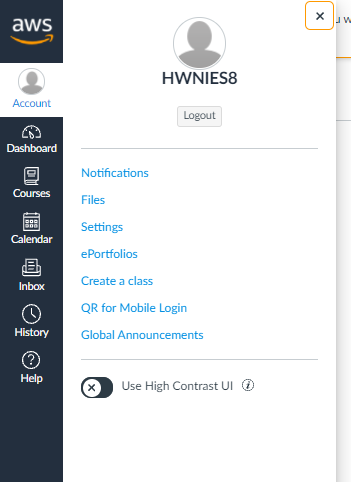 aws
Account
Dashboard
Courses
Calendar
Inbox
History
Help
HWNIES8
Logout
Notifications
Files
Settings
ePortfolios
Create a class
QR for Mobile Login
Global Announcements
Use High Contrast UI